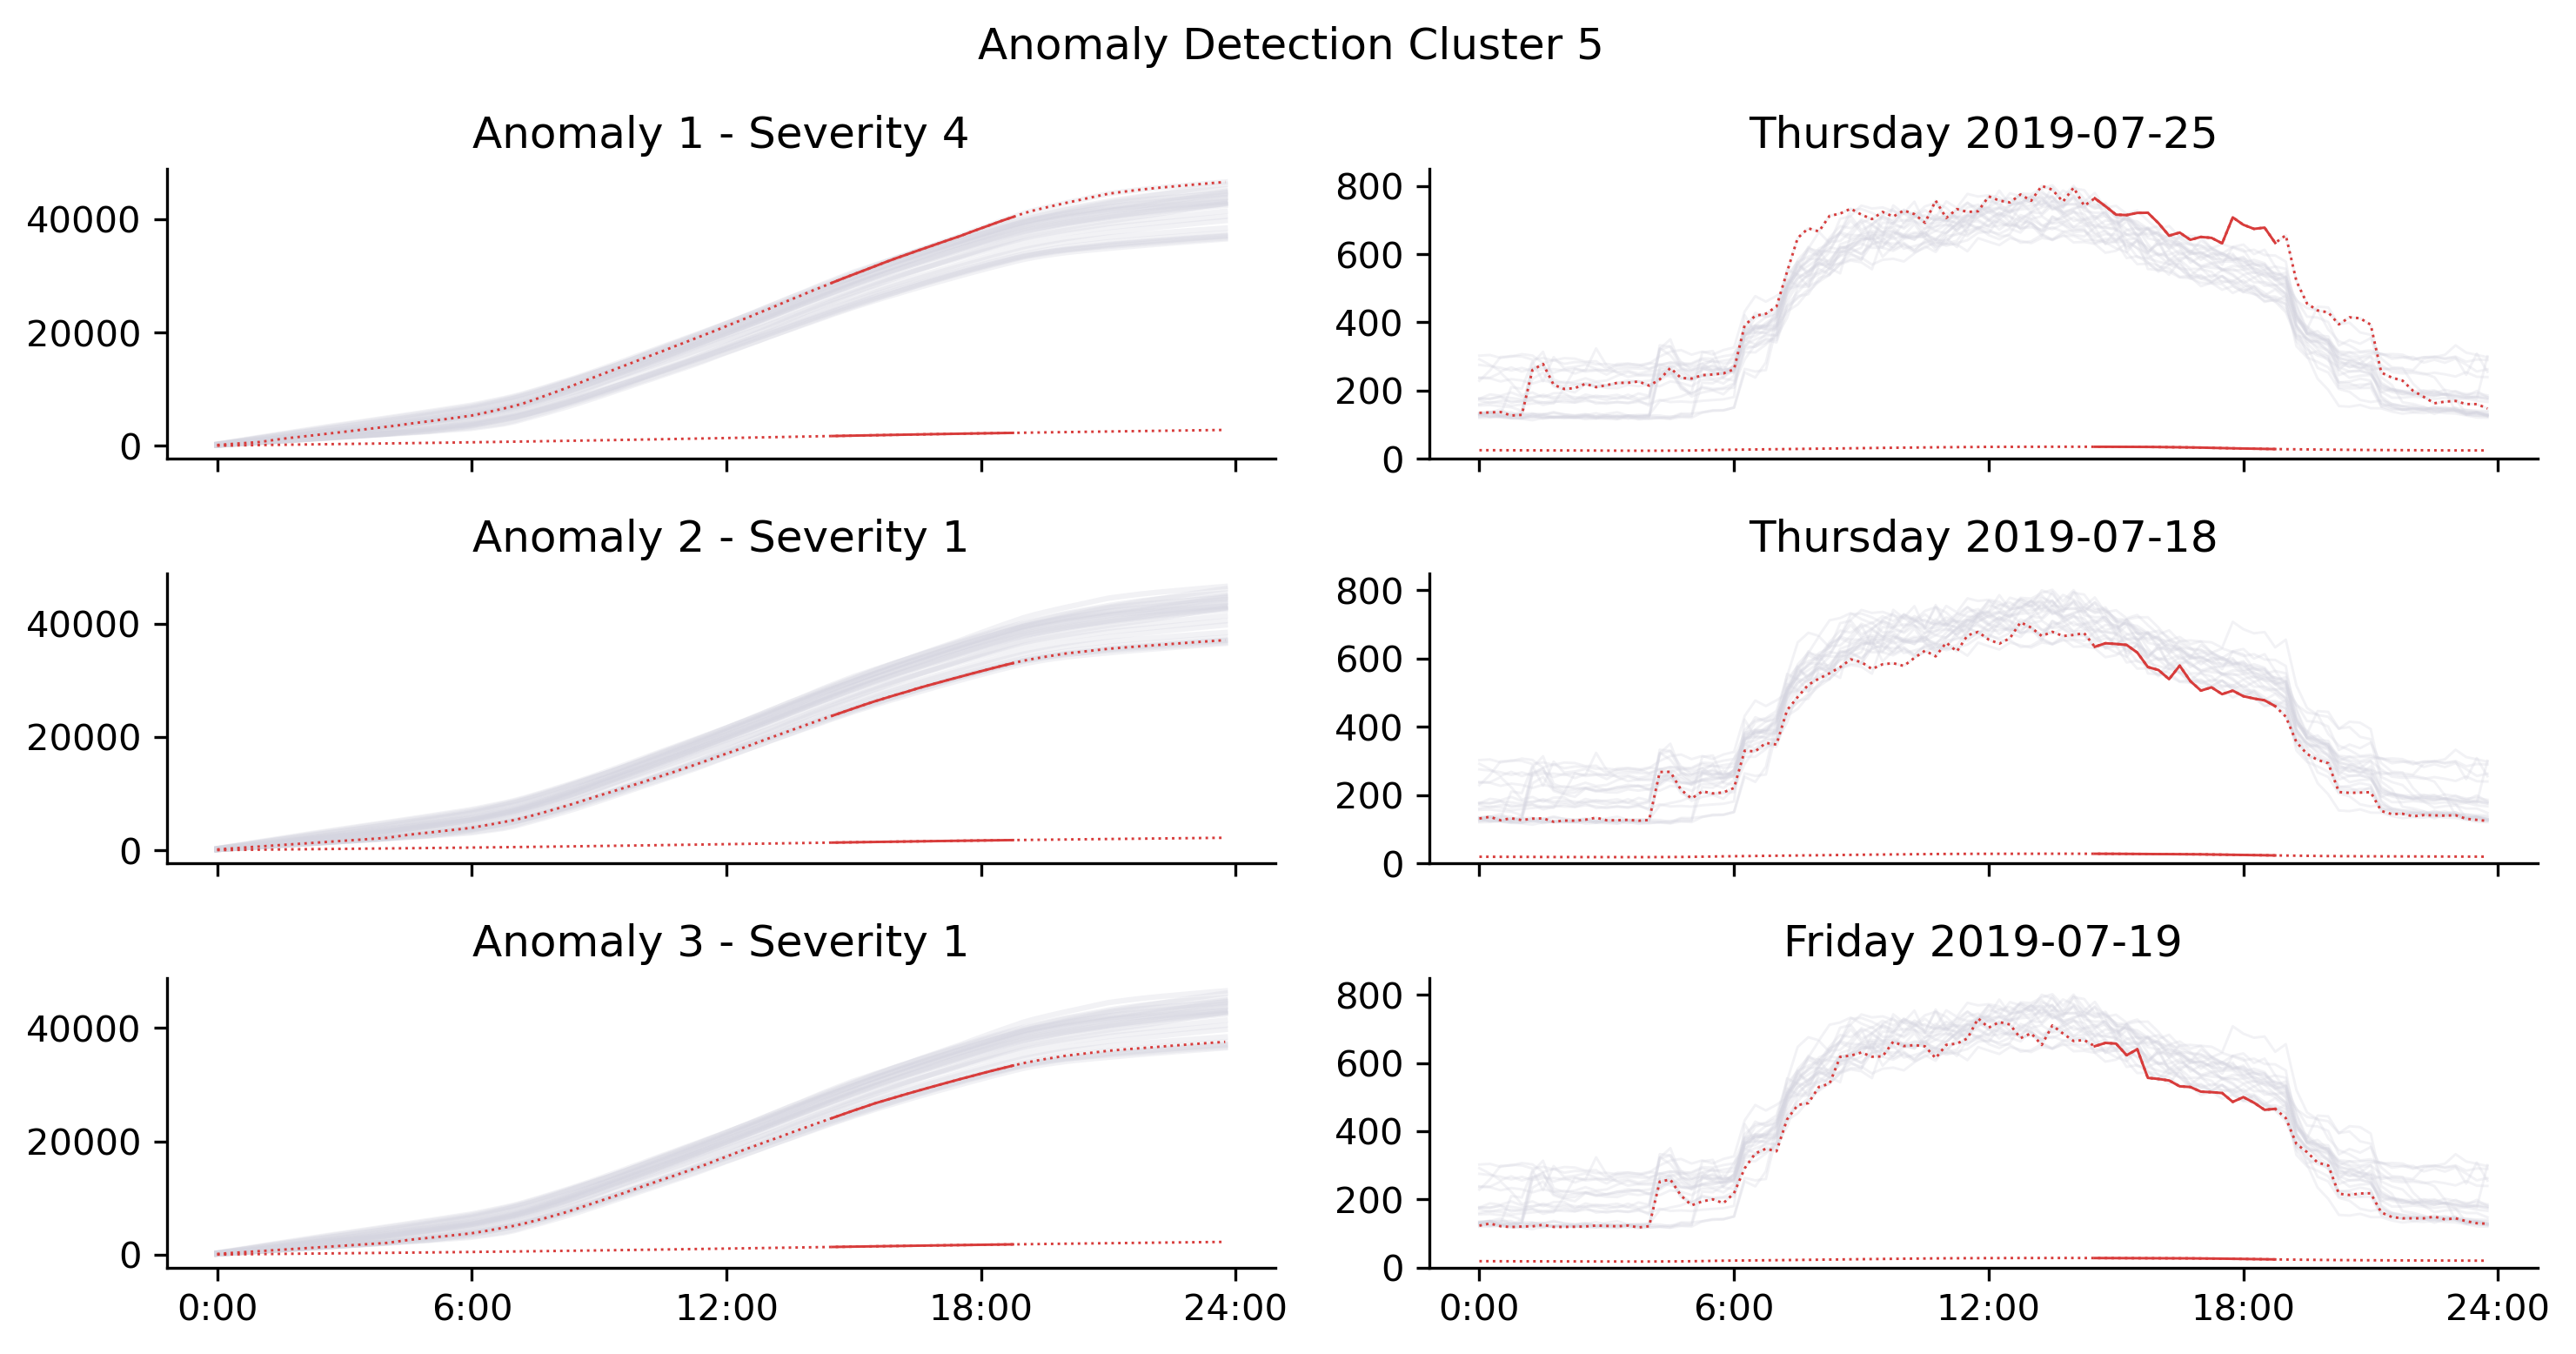 Anomaly Detection Cluster 5
Anomaly 1 - Severity 4
40000
20000
0
Thursday 2019-07-25
800
600
400
200
0
Anomaly 2 - Severity 1
40000
20000
0
Thursday 2019-07-18
800
600
400
200
0
Anomaly 3 - Severity 1
40000
20000
0
0:00 6:00 12:00 18:00 24:00
Friday 2019-07-19
800
600
400
200
0
0:00 6:00 12:00 18:00 24:00